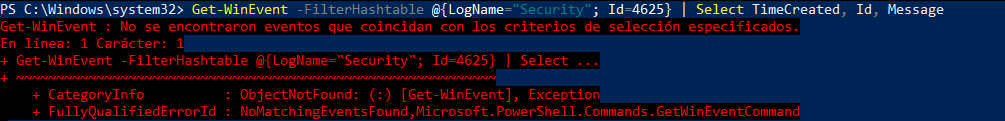 PS C:\Windows\system32> Get-WinEvent -FilterHashtable @{LogName="Security"; Id=4625} | Select TimeCreated, Id, Message
Get-WinEvent : No se encontraron eventos que coincidan con los criterios de selección especificados.
En línea: 1 Carácter: 1
+ Get-WinEvent -FilterHashtable @{LogName="Security"; Id=4625} | Select ...
+ ~~~~~~~~~~~~~~~~~~~~~~~~~~~~~~~~~~~~~~~~~~~~~~~~~~~~~~~~~~~~
    + CategoryInfo          : ObjectNotFound: (:) [Get-WinEvent], Exception
    + FullyQualifiedErrorId : NoMatchingEventsFound,Microsoft.PowerShell.Commands.GetWinEventCommand